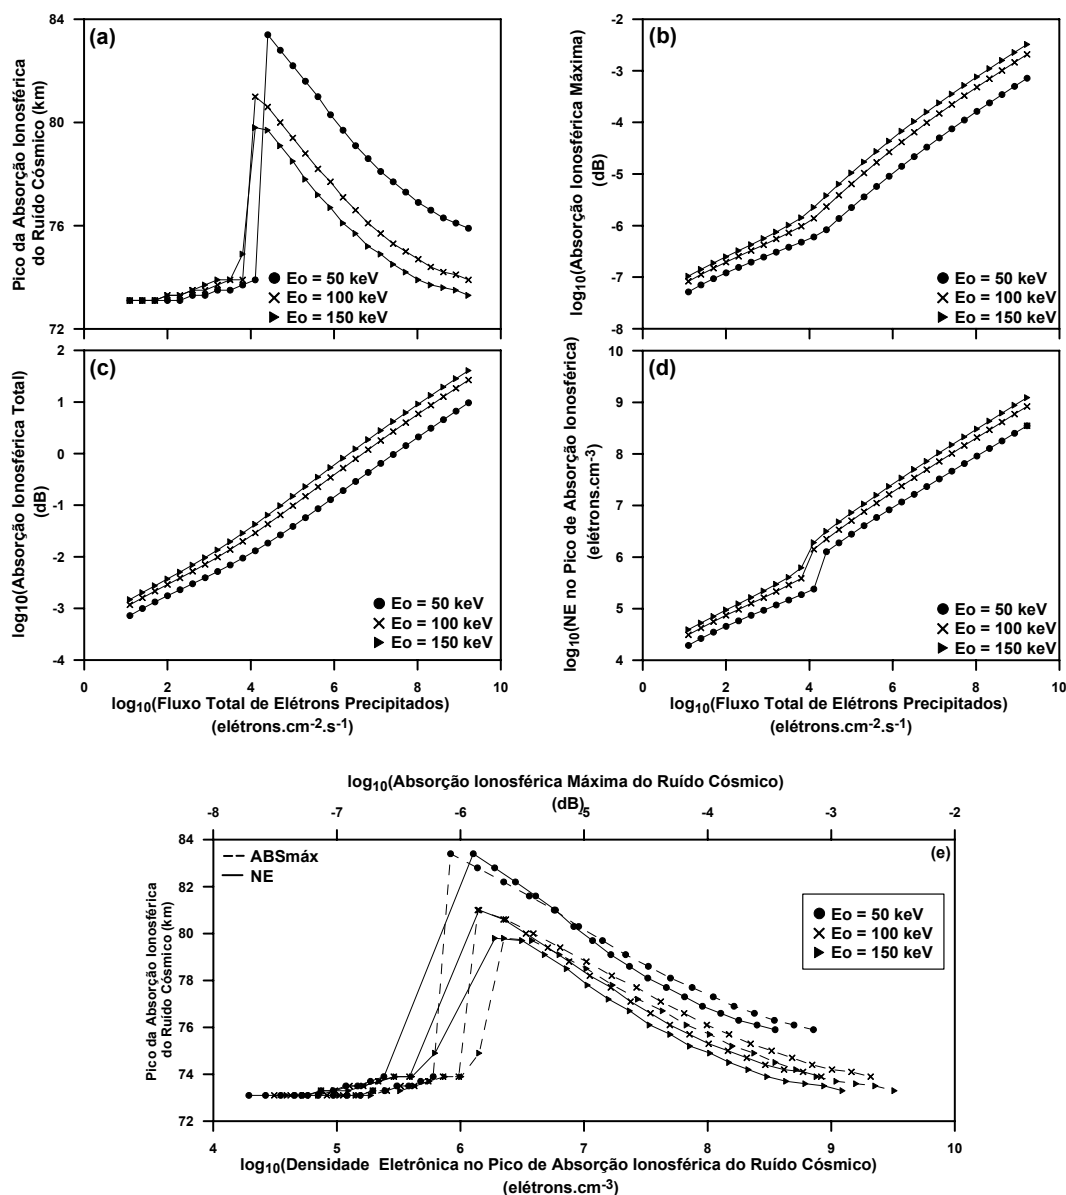 84
80
76
72
Pico da Absorção Ionosférica
do Ruído Cósmico (km)
(a)
Eo = 50 keV
Eo = 100 keV
Eo = 150 keV
-2
-3
-4
-5
-6
-7
-8
log10(Absorção Ionosférica Máxima)
(dB)
(b)
Eo = 50 keV
Eo = 100 keV
Eo = 150 keV
2
1
0
-1
-2
-3
-4
log10(Absorção Ionosférica Total)
(dB)
(c)
Eo = 50 keV
Eo = 100 keV
Eo = 150 keV
0 2 4 6 8 10
log10(Fluxo Total de Elétrons Precipitados)
(elétrons.cm-2.s-1)
10
9
8
7
6
5
4
log10(NE no Pico de Absorção Ionosférica)
(elétrons.cm-3)
(d)
Eo = 50 keV
Eo = 100 keV
Eo = 150 keV
0 2 4 6 8 10
log10(Fluxo Total de Elétrons Precipitados)
(elétrons.cm-2.s-1)
log10(Absorção Ionosférica Máxima do Ruído Cósmico)
(dB)
-8 -7 -6 -5 -4 -3 -2
84
82
80
78
76
74
72
Pico da Absorção Ionosférica
do Ruído Cósmico (km)
ABSmáx
NE
(e)
Eo = 50 keV
Eo = 100 keV
Eo = 150 keV
4 5 6 7 8 9 10
log10(Densidade Eletrônica no Pico de Absorção Ionosférica do Ruído Cósmico)
(elétrons.cm-3)